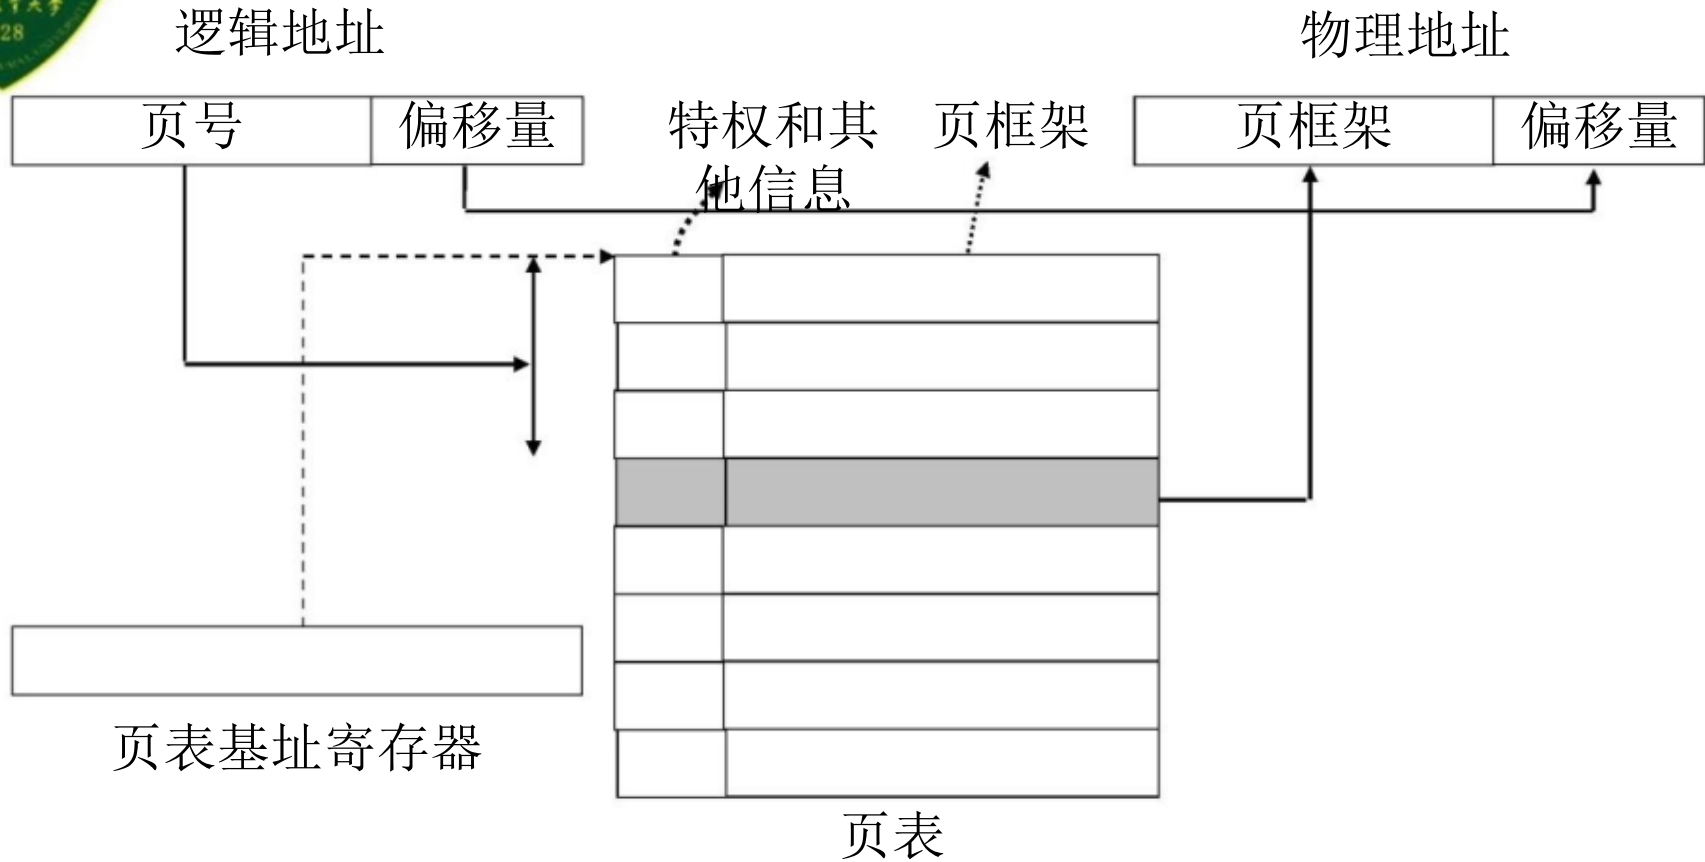 28
逻辑地址
物理地址
页号
偏移量
特权和其
他信息
页框架
页框架
偏移量
页表基址寄存器
页表